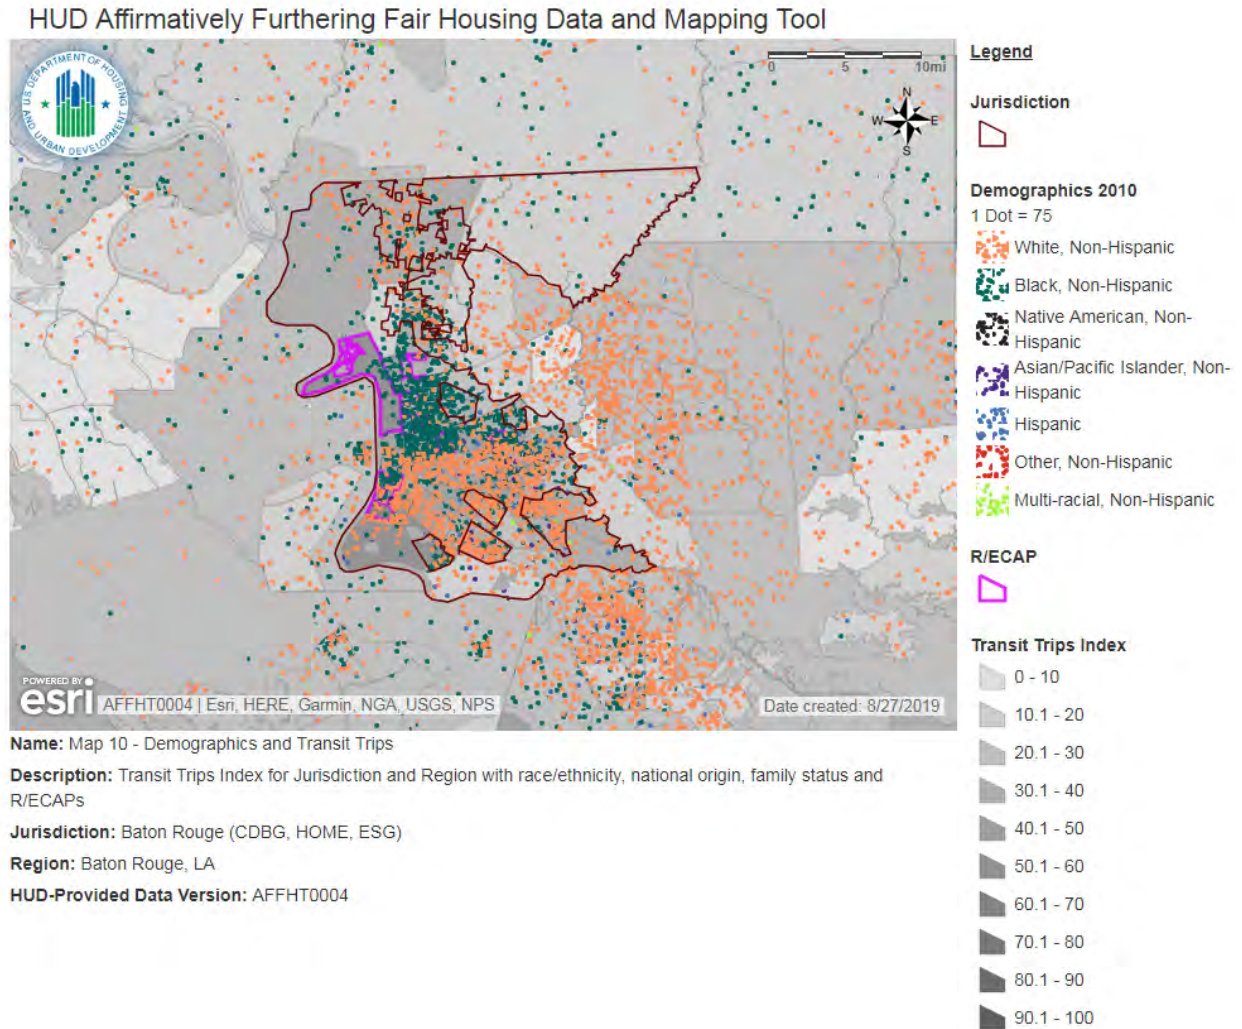 HUD Affirmatively Furthering Fair Housing Data and Mapping Tool
U.S. DEPARTMENT OF HOUSING
AND URBAN DEVELOPMENT
0 5 10mi
N
W E
S
POWERED BY
esri
AFFHT0004 | Esri, HERE, Garmin, NGA, USGS, NPS
Date created: 8/27/2019
Legend
Jurisdiction
Demographics 2010
1 Dot = 75
White, Non-Hispanic
Black, Non-Hispanic
Native American, Non-
Hispanic
Asian/Pacific Islander, Non-
Hispanic
Hispanic
Other, Non-Hispanic
Multi-racial, Non-Hispanic
R/ECAP
Transit Trips Index
0 - 10
10.1 - 20
20.1 - 30
30.1 - 40
40.1 - 50
50.1 - 60
60.1 - 70
70.1 - 80
80.1 - 90
90.1 - 100
Name: Map 10 - Demographics and Transit Trips
Description: Transit Trips Index for Jurisdiction and Region with race/ethnicity, national origin, family status and
R/ECAPs
Jurisdiction: Baton Rouge (CDBG, HOME, ESG)
Region: Baton Rouge, LA
HUD-Provided Data Version: AFFHT0004